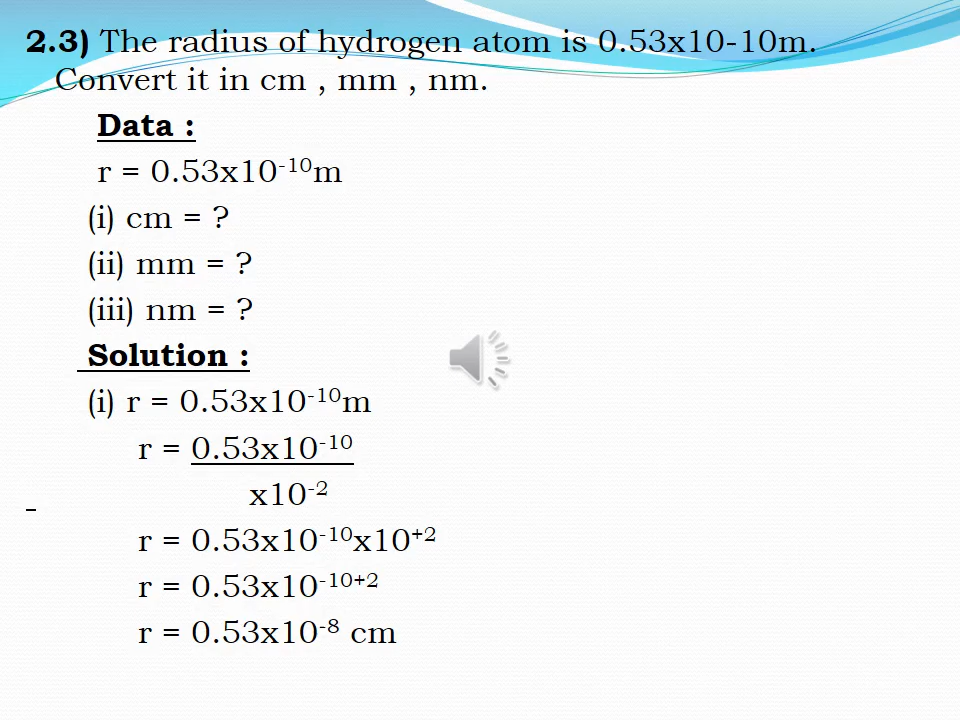 2.3) The radius of hydrogen atom is 0.53x10-10m.
Convert it in cm , mm , nm.
Data :
r = 0.53x10⁻¹⁰m
(i) cm = ?
(ii) mm = ?
(iii) nm = ?
Solution :
(i) r = 0.53x10⁻¹⁰m
r = 0.53x10⁻¹⁰
x10⁻²
r = 0.53x10⁻¹⁰x10⁺²
r = 0.53x10⁻¹⁰⁺²
r = 0.53x10⁻⁸ cm